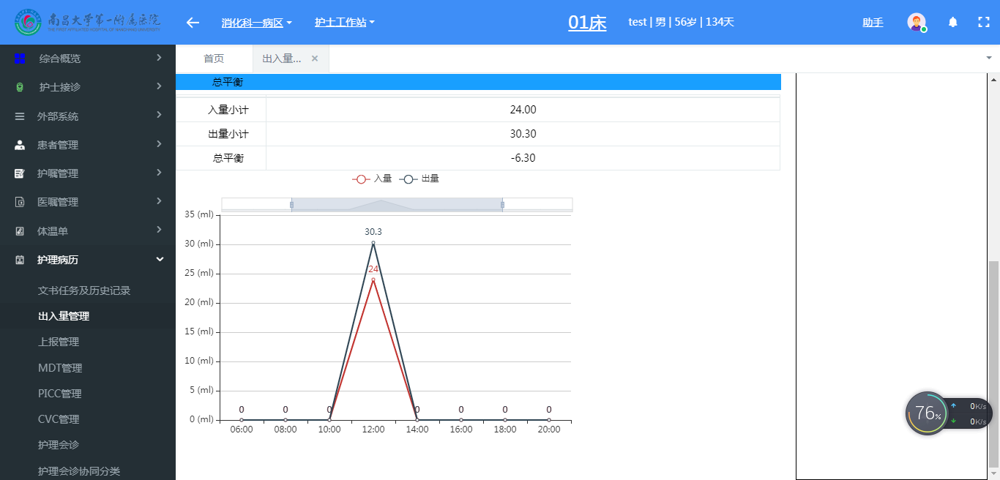 南昌大学第一附属医院
THE FIRST AFFILIATED HOSPITAL OF NANCHANG UNIVERSITY
消化科一病区
护士工作站
01床
test | 男 | 56岁 | 134天
助手
综合概览
护士接诊
外部系统
患者管理
护嘱管理
医嘱管理
体温单
护理病历
文书任务及历史记录
出入量管理
上报管理
MDT管理
PICC管理
CVC管理
护理会诊
护理会诊协同分类
首页
出入量...
总平衡
入量小计 24.00
出量小计 30.30
总平衡 -6.30
入量 出量
35 (ml)
30 (ml)
25 (ml)
20 (ml)
15 (ml)
10 (ml)
5 (ml)
0 (ml)
30.3
24
0 0 0 0 0 0 0
06:00 08:00 10:00 12:00 14:00 16:00 18:00 20:00
76%
0K/s
0K/s